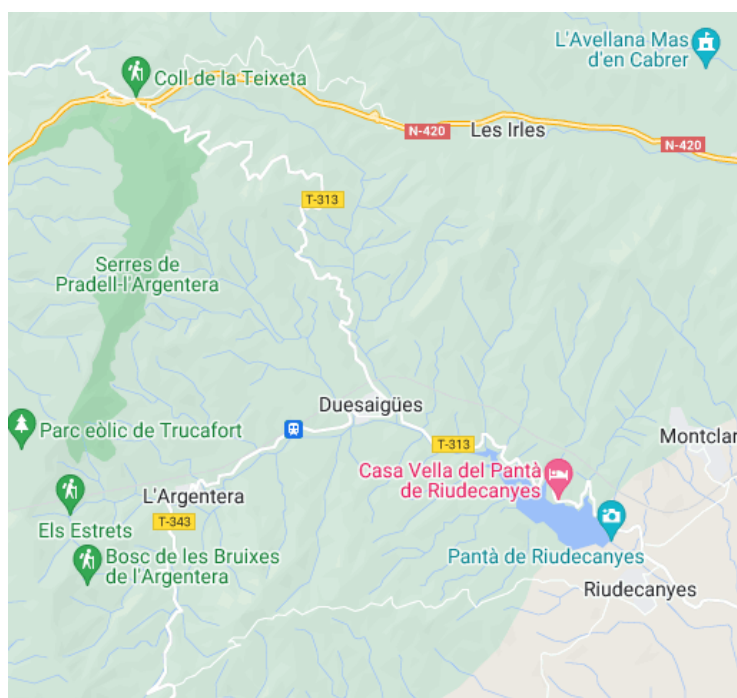 L'Avellana Mas
d'en Cabrer
Coll de la Teixeta
N-420
Les Irles
N-420
T-313
Serres de
Pradell-l'Argentera
Duesaigües
Parc eòlic de Trucafort
T-313
Montclar
Casa Vella del Pantà
de Riudecanyes
L'Argentera
T-343
Els Estrets
Bosc de les Bruixes
de l'Argentera
Pantà de Riudecanyes
Riudecanyes